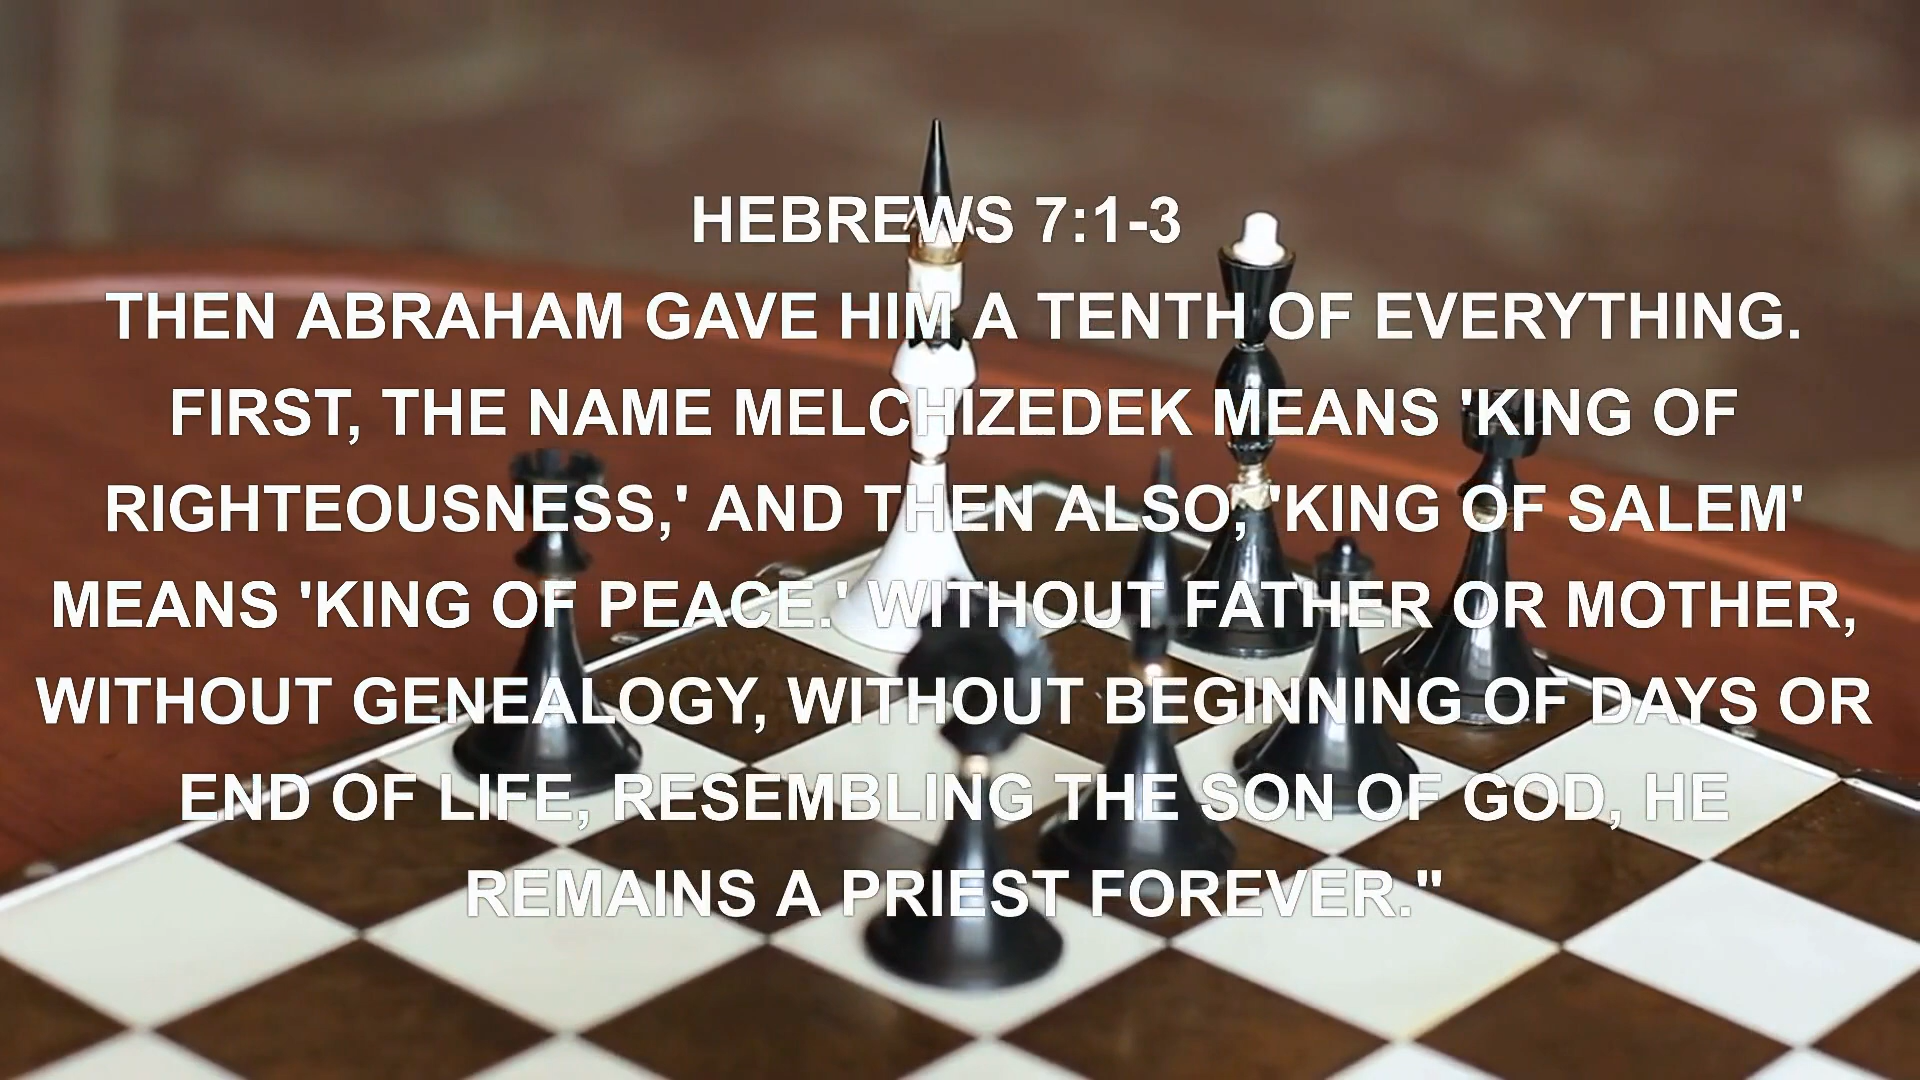 HEBREWS 7:1-3
THEN ABRAHAM GAVE HIM A TENTH OF EVERYTHING.
FIRST, THE NAME MELCHIZEDEK MEANS 'KING OF
RIGHTEOUSNESS,' AND THEN ALSO, 'KING OF SALEM'
MEANS 'KING OF PEACE.' WITHOUT FATHER OR MOTHER,
WITHOUT GENEALOGY, WITHOUT BEGINNING OF DAYS OR
END OF LIFE, RESEMBLING THE SON OF GOD, HE
REMAINS A PRIEST FOREVER."